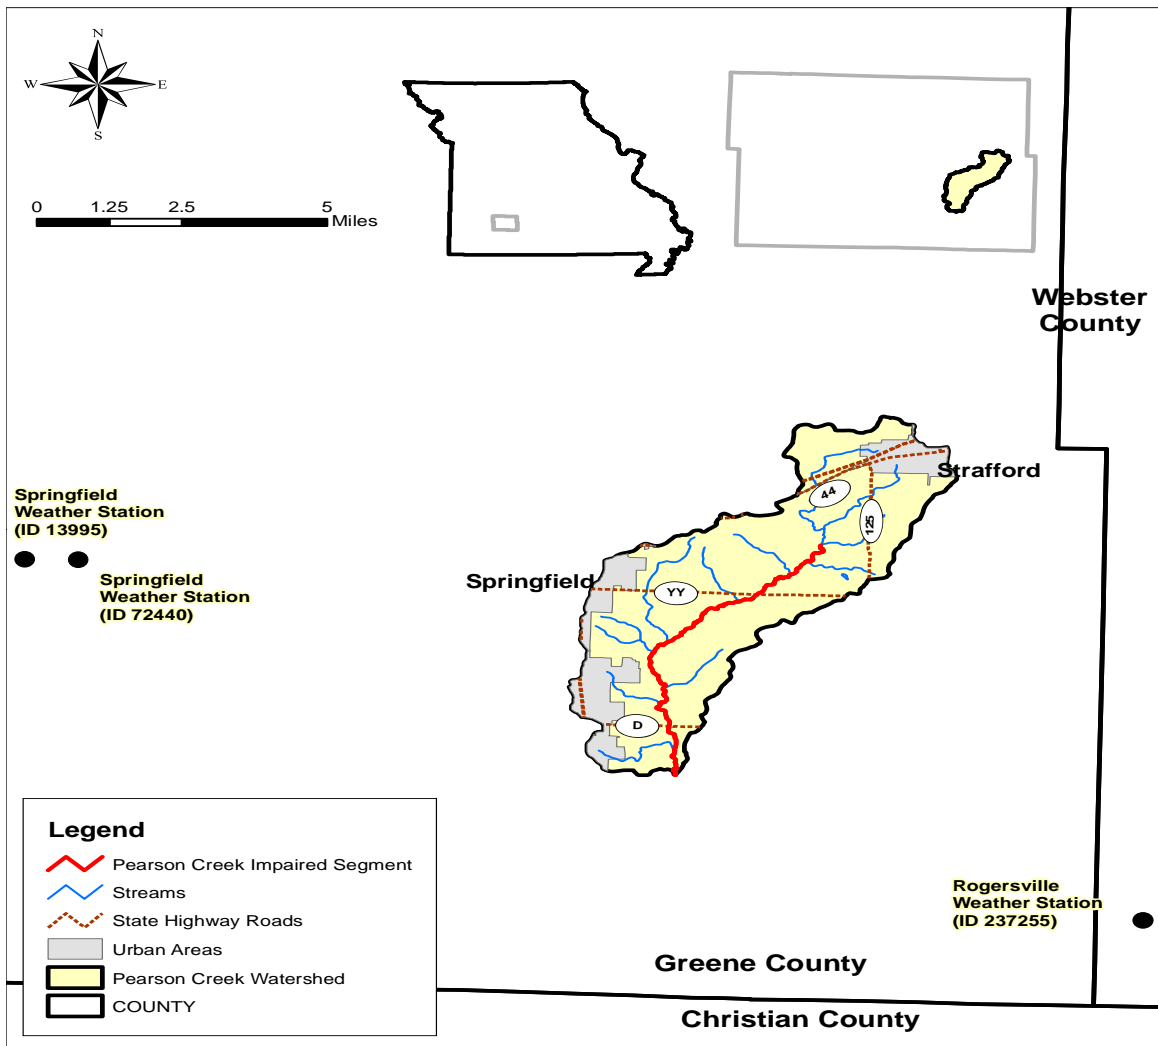 N
W
E
S
0 1.25 2.5 5
Miles
Webster
County
Strafford
44
125
Springfield
Weather Station
(ID 13995)
Springfield
Weather Station
(ID 72440)
Springfield
YY
D
Legend
Pearson Creek Impaired Segment
Streams
State Highway Roads
Urban Areas
Pearson Creek Watershed
COUNTY
Rogersville
Weather Station
(ID 237255)
Greene County
Christian County